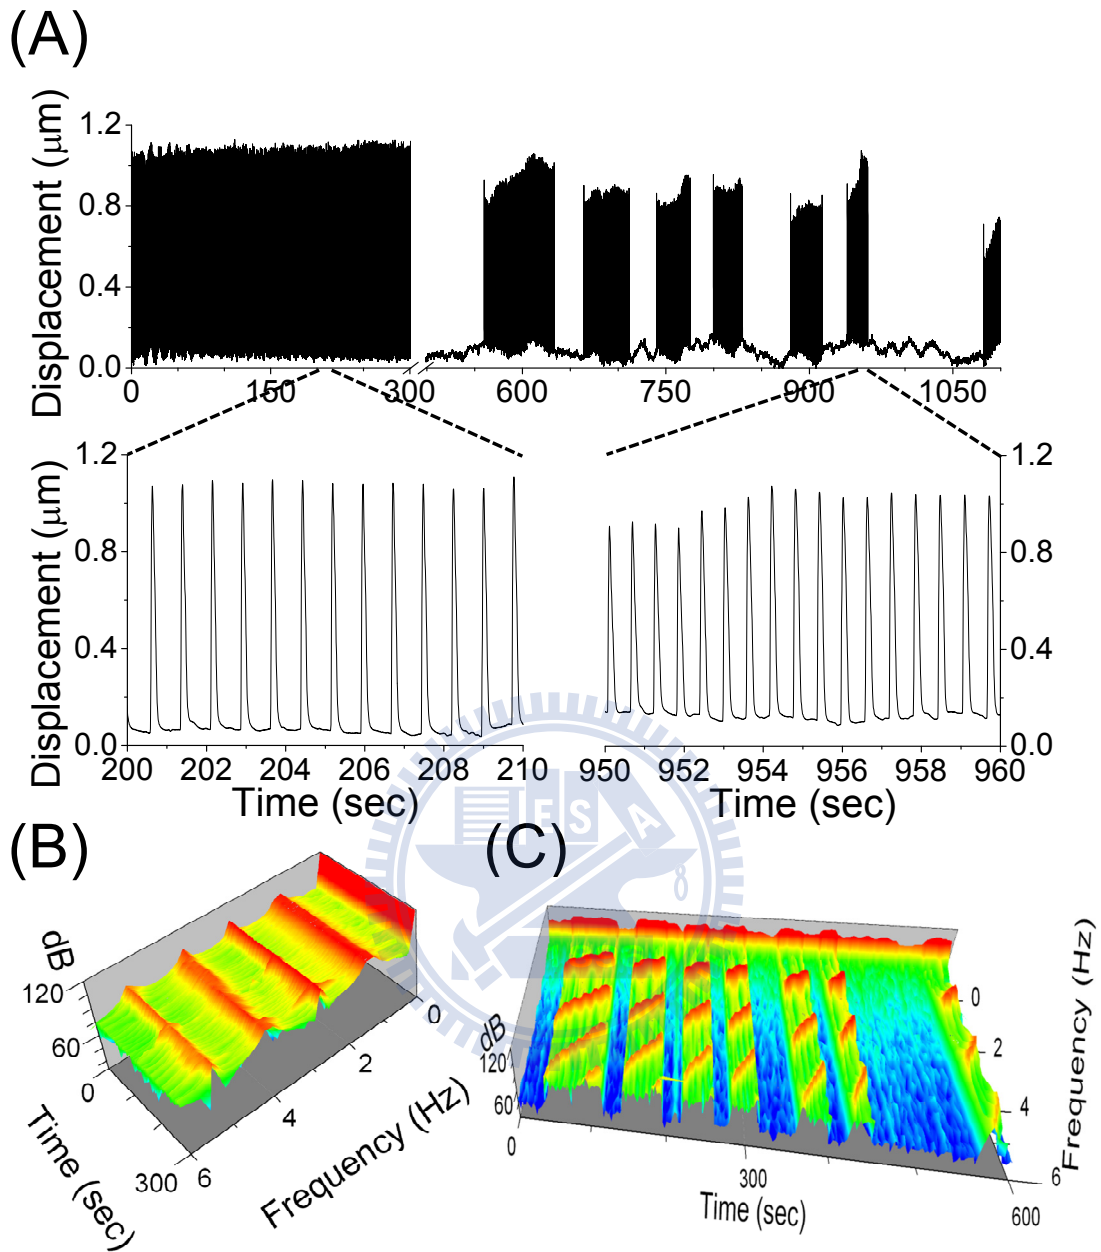 (A)
Displacement (μm)
1.2
0.8
0.4
0.0
0 150 300 600 750 900 1050
Displacement (μm)
1.2
0.8
0.4
0.0
1.2
0.8
0.4
0.0
200 202 204 206 208 210 950 952 954 956 958 960
Time (sec) Time (sec)
E S A
(B)
dB
120
60
0
300
Time (sec)
0
2
4
6
Frequency (Hz)
(C)
dB
120
60
0
300
600
Time (sec)
0
2
4
6
Frequency (Hz)